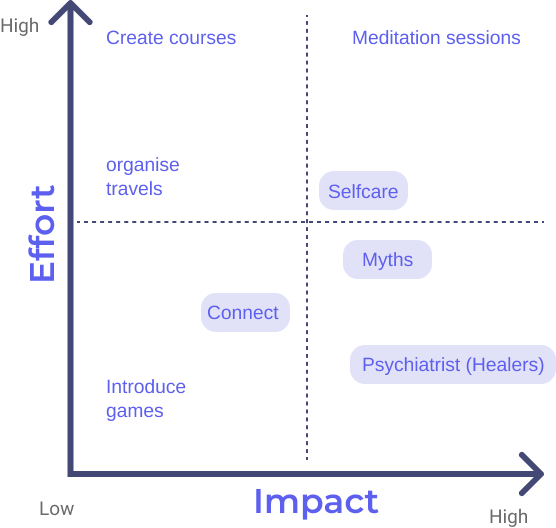 High
Create courses
Meditation sessions
organise
travels
Selfcare
Effort
Myths
Connect
Psychiatrist (Healers)
Introduce
games
Low
Impact
High